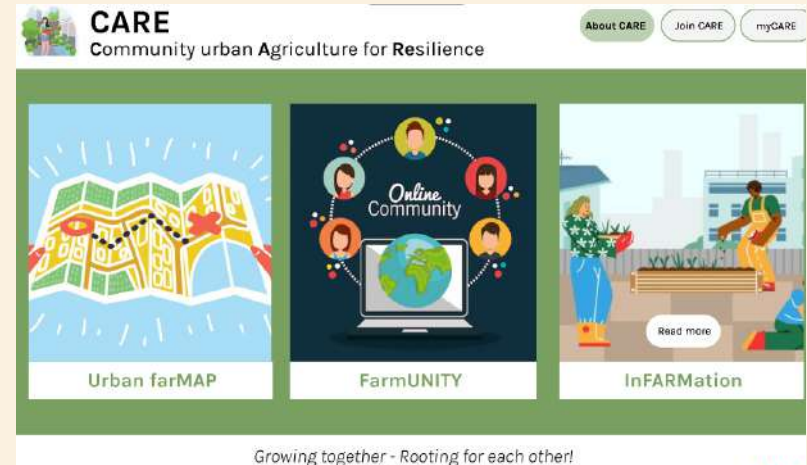 CARE
Community urban Agriculture for Resilience
About CARE
Join CARE
myCARE
Online
Community
Read more
Urban farMAP
FarmUNITY
InFARMation
Growing together - Rooting for each other!